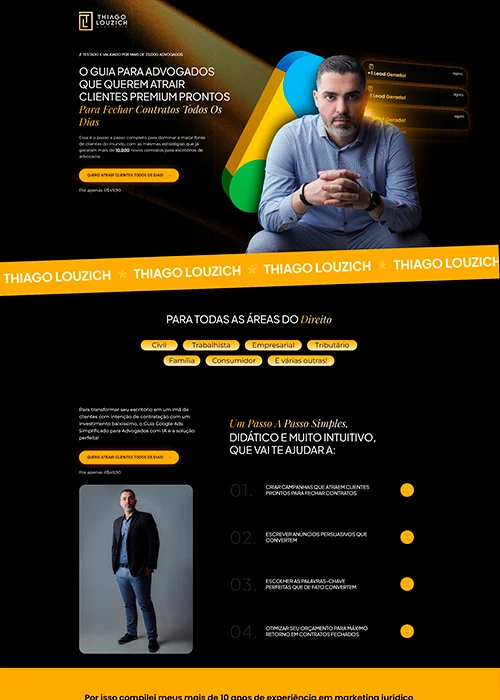 THIAGO
LOUZICH
// TESTADO E VALIDADO POR MAIS DE 10.000 ADVOGADOS
O GUIA PARA ADVOGADOS
QUE QUEREM ATRAIR
CLIENTES PREMIUM PRONTOS
Para Fechar Contratos Todos Os
Dias
Esse é o passo a passo completo para dominar a maior fonte
de clientes do mundo, com as mesmas estratégias que já
geraram mais de 10.000 novos contratos para escritórios de
advocacia.
QUERO ATRAIR CLIENTES TODOS OS DIAS!
Por apenas R$49,90
+1 Lead Gerado!
agora
+1 Lead Gerado!
agora
Lead Gerado!
agora
THIAGO LOUZICH * THIAGO LOUZICH * THIAGO LOUZICH * THIAGO LOUZICH
PARA TODAS AS ÁREAS DO Direito
Civil Trabalhista Empresarial Tributário
Família Consumidor E várias outras!
Para transformar seu escritório em um imã de
clientes com intenção de contratação com um
investimento baixíssimo, o Guia Google Ads
Simplificado para Advogados com IA é a solução
perfeita!
QUERO ATRAIR CLIENTES TODOS OS DIAS!
Por apenas R$49,90
Um Passo A Passo Simples,
DIDÁTICO E MUITO INTUITIVO,
QUE VAI TE AJUDAR A:
01.
CRIAR CAMPANHAS QUE ATRAEM CLIENTES
PRONTOS PARA FECHAR CONTRATOS
02.
ESCREVER ANÚNCIOS PERSUASIVOS QUE
CONVERTEM
03.
ESCOLHER AS PALAVRAS-CHAVE
PERFEITAS QUE DE FATO CONVERTEM
04.
OTIMIZAR SEU ORÇAMENTO PARA MÁXIMO
RETORNO EM CONTRATOS FECHADOS
Por isso compilei meus mais de 10 anos de experiência em marketing jurídico